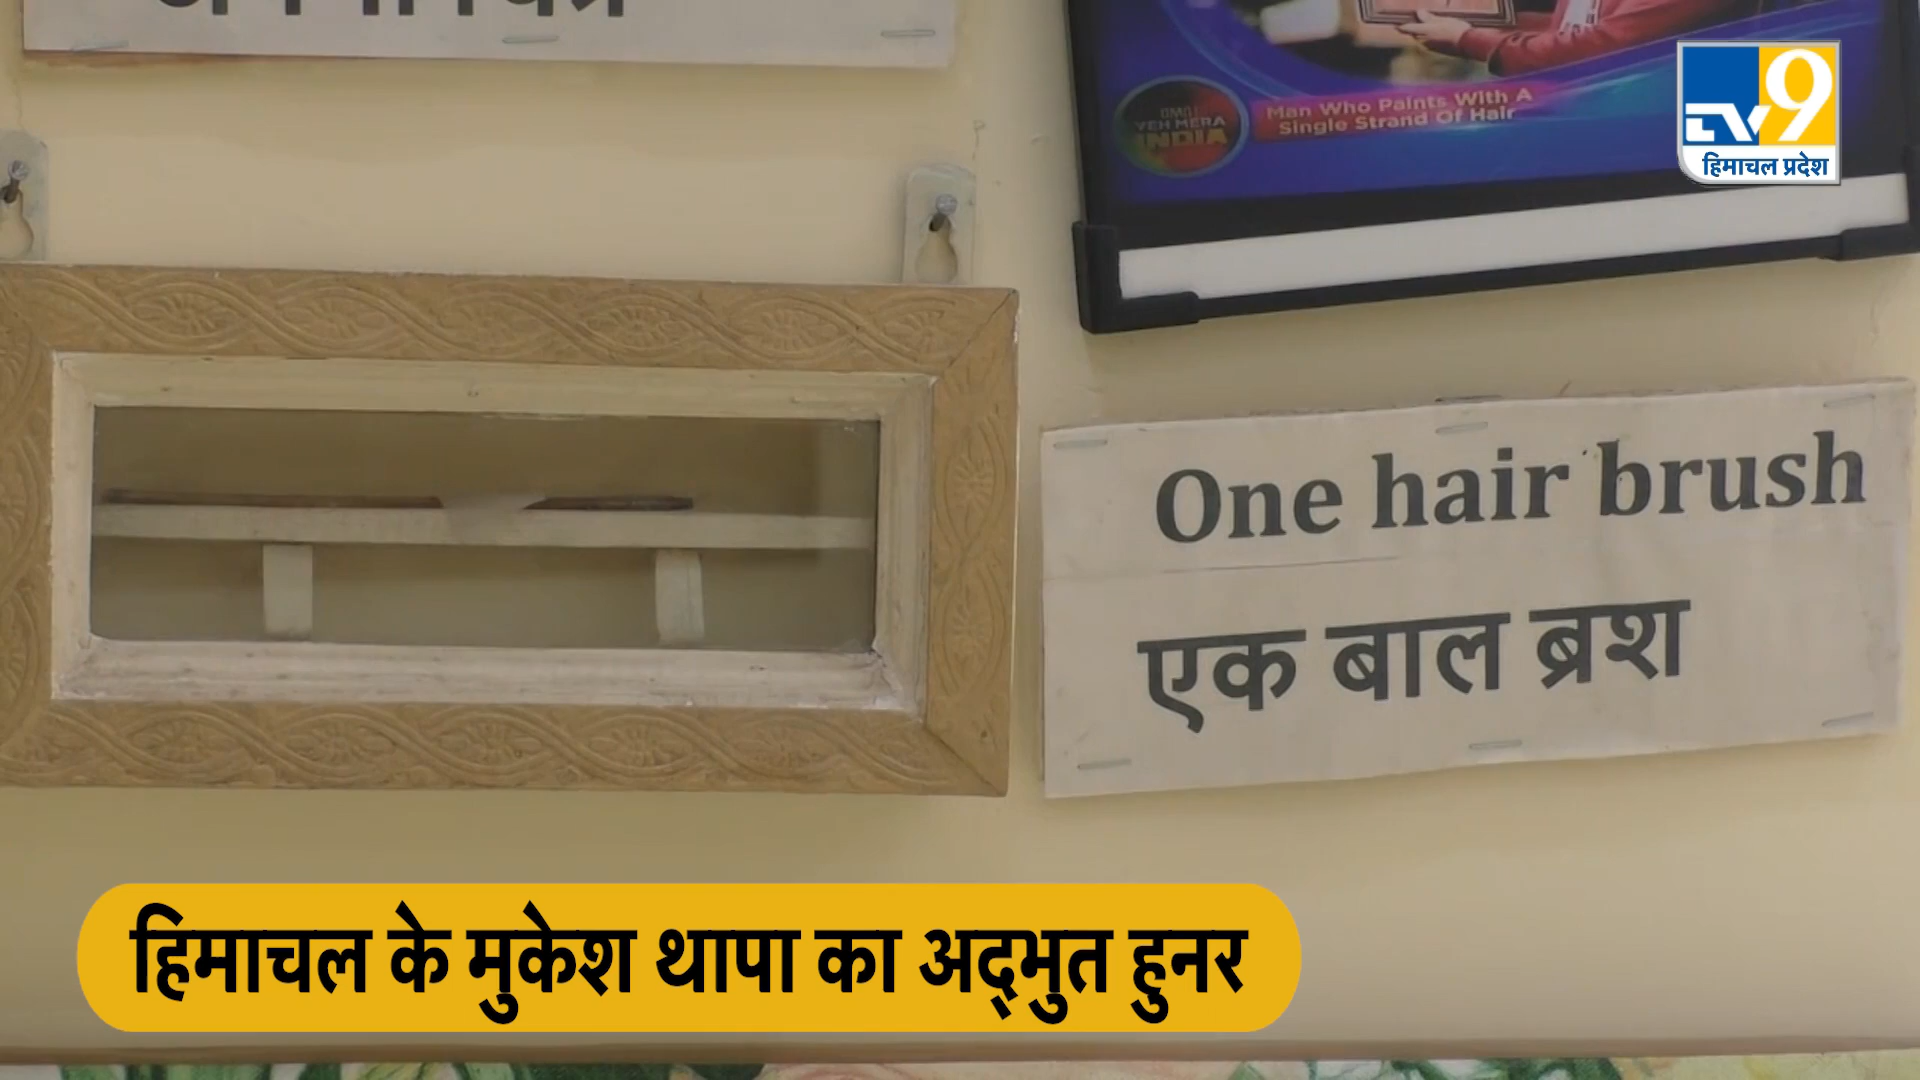 OMG!
YEH MERA
INDIA
Man Who Paints With A
Single Strand Of Hair
TV9
हिमाचल प्रदेश
One hair brush
एक बाल ब्रश
हिमाचल के मुकेश थापा का अद्भुत हुनर